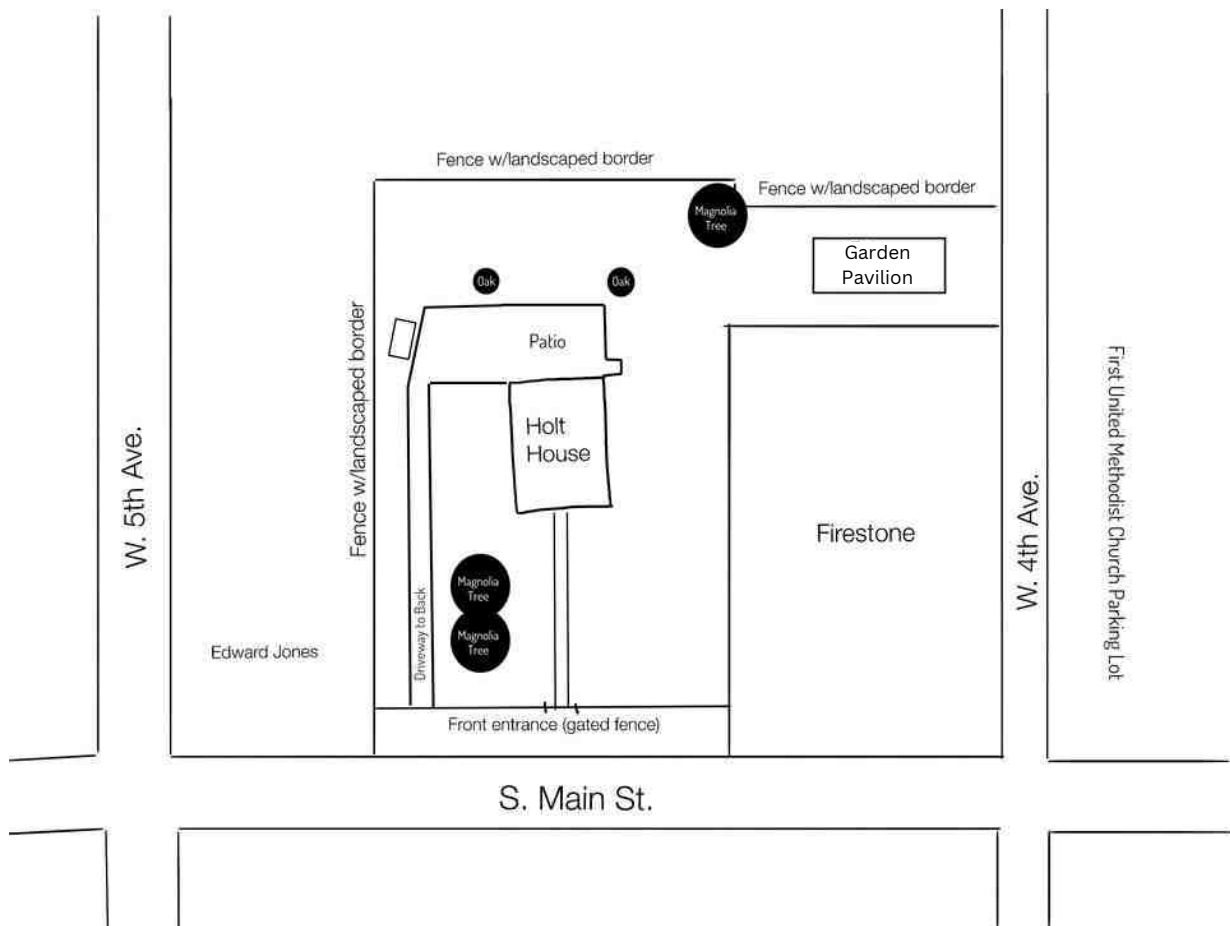 Fence w/landscaped border
Fence w/landscaped border
Magnolia
Tree
Garden
Pavilion
Oak
Oak
Patio
Fence w/landscaped border
Holt
House
W. 5th Ave.
Firestone
W. 4th Ave.
First United Methodist Church Parking Lot
Magnolia
Tree
Magnolia
Tree
Driveway to Back
Edward Jones
Front entrance (gated fence)
S. Main St.